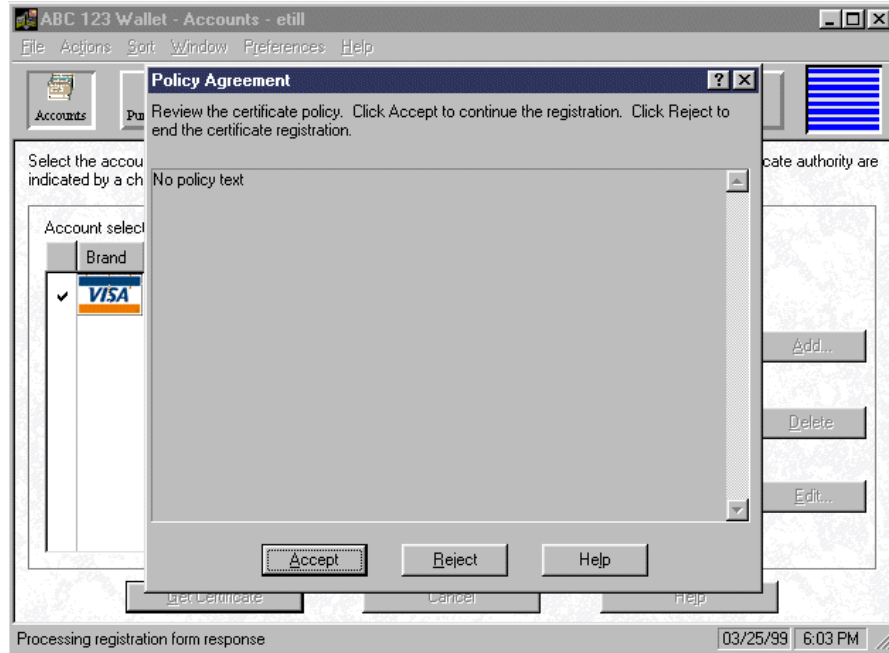 ABC 123 Wallet - Accounts - etill
File Actions Sort Window Preferences Help
Accounts
Pu
Policy Agreement
Review the certificate policy. Click Accept to continue the registration. Click Reject to
end the certificate registration.
Select the accou
cate authority are
indicated by a ch
No policy text
Account select
Brand
VISA
Add...
Delete
Edit...
Accept Reject Help
Get Certificate Cancel Help
Processing registration form response 03/25/99 6:03 PM